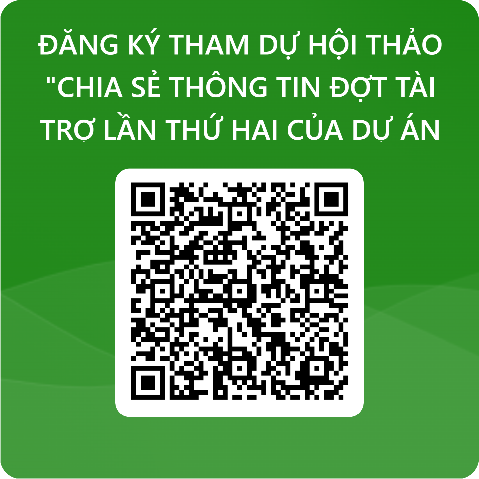 ĐĂNG KÝ THAM DỰ HỘI THẢO
"CHIA SẺ THÔNG TIN ĐỢT TÀI
TRỢ LẦN THỨ HAI CỦA DỰ ÁN